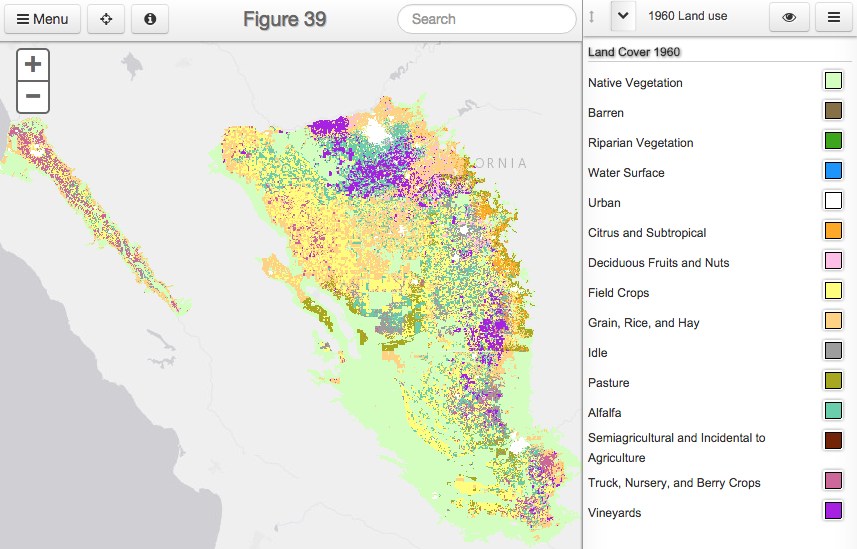 Menu
Figure 39
Search
1960 Land use
ORNIA
Land Cover 1960
Native Vegetation
Barren
Riparian Vegetation
Water Surface
Urban
Citrus and Subtropical
Deciduous Fruits and Nuts
Field Crops
Grain, Rice, and Hay
Idle
Pasture
Alfalfa
Semiagricultural and Incidental to
Agriculture
Truck, Nursery, and Berry Crops
Vineyards